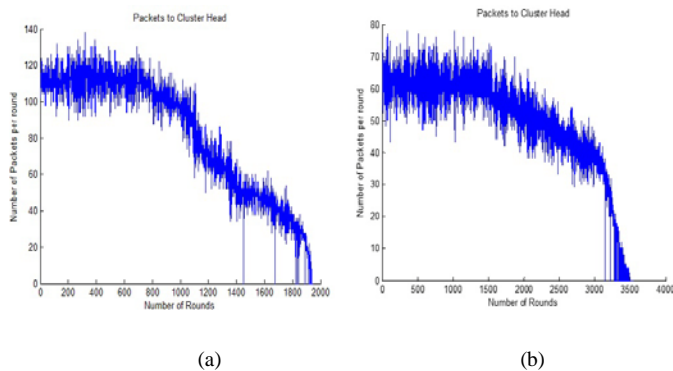 Packets to Cluster Head
Number of Packets per round
140
120
100
80
60
40
20
0
0 200 400 600 800 1000 1200 1400 1600 1800 2000
Number of Rounds
(a)
Packets to Cluster Head
Number of Packets per round
80
70
60
50
40
30
20
10
0
0 500 1000 1500 2000 2500 3000 3500 4000
Number of Rounds
(b)